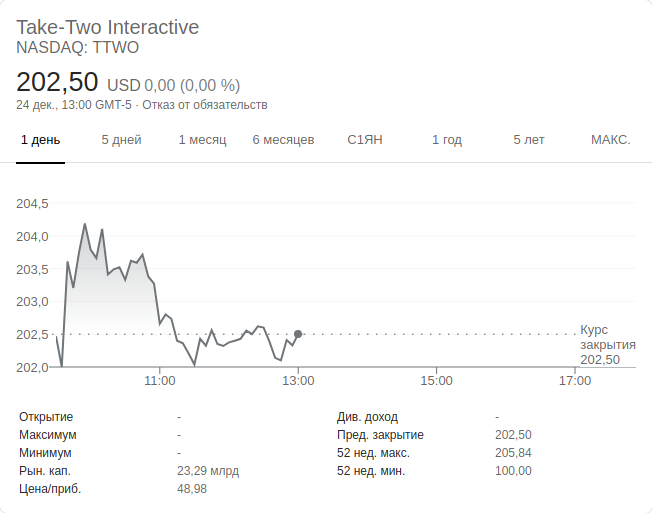 Take-Two Interactive
NASDAQ: TTWO
202,50 USD 0,00 (0,00 %)
24 дек., 13:00 GMT-5 · Отказ от обязательств
1 день 5 дней 1 месяц 6 месяцев С1ЯН 1 год 5 лет МАКС.
204,5
204,0
203,5
203,0
202,5
202,0
Курс
закрытия
202,50
11:00 13:00 15:00 17:00
Открытие - Див. доход -
Максимум - Пред. закрытие 202,50
Минимум - 52 нед. макс. 205,84
Рын. кап. 23,29 млрд 52 нед. мин. 100,00
Цена/приб. 48,98